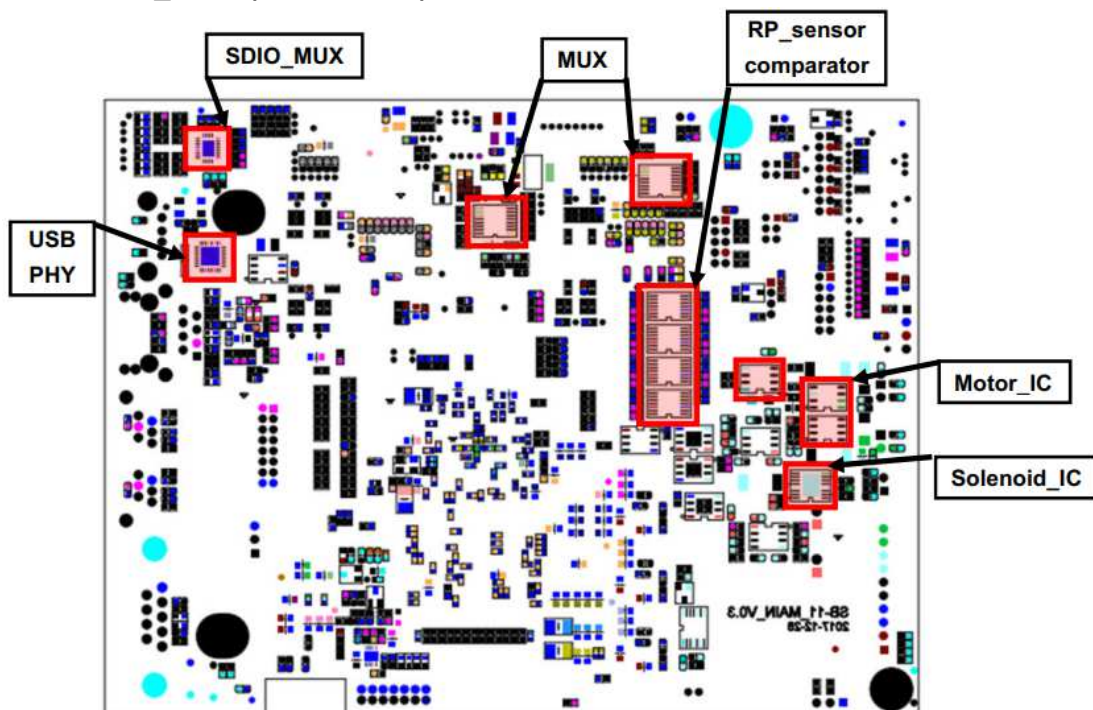 SDIO_MUX
MUX
RP_sensor
comparator
USB
PHY
Motor_IC
Solenoid_IC
SB-11_MAIN_V0.3
2017-12-28